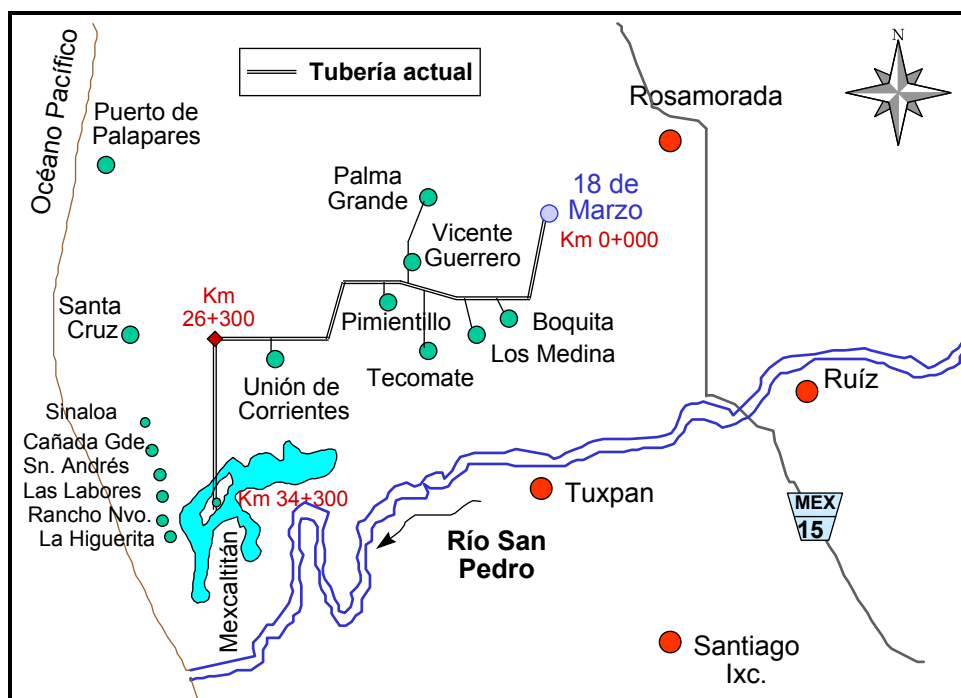 Océano Pacífico
Tubería actual
N
Puerto de
Palapares
Rosamorada
Palma
Grande
18 de
Marzo
Km 0+000
Vicente
Guerrero
Km
26+300
Santa
Cruz
Pimientillo
Boquita
Los Medina
Tecomate
Unión de
Corrientes
Ruíz
Sinaloa
Cañada Gde.
Sn. Andrés
Las Labores
Rancho Nvo.
La Higuerita
Km 34+300
Mexcaltitán
Tuxpan
MEX
15
Río San
Pedro
Santiago
Ixc.